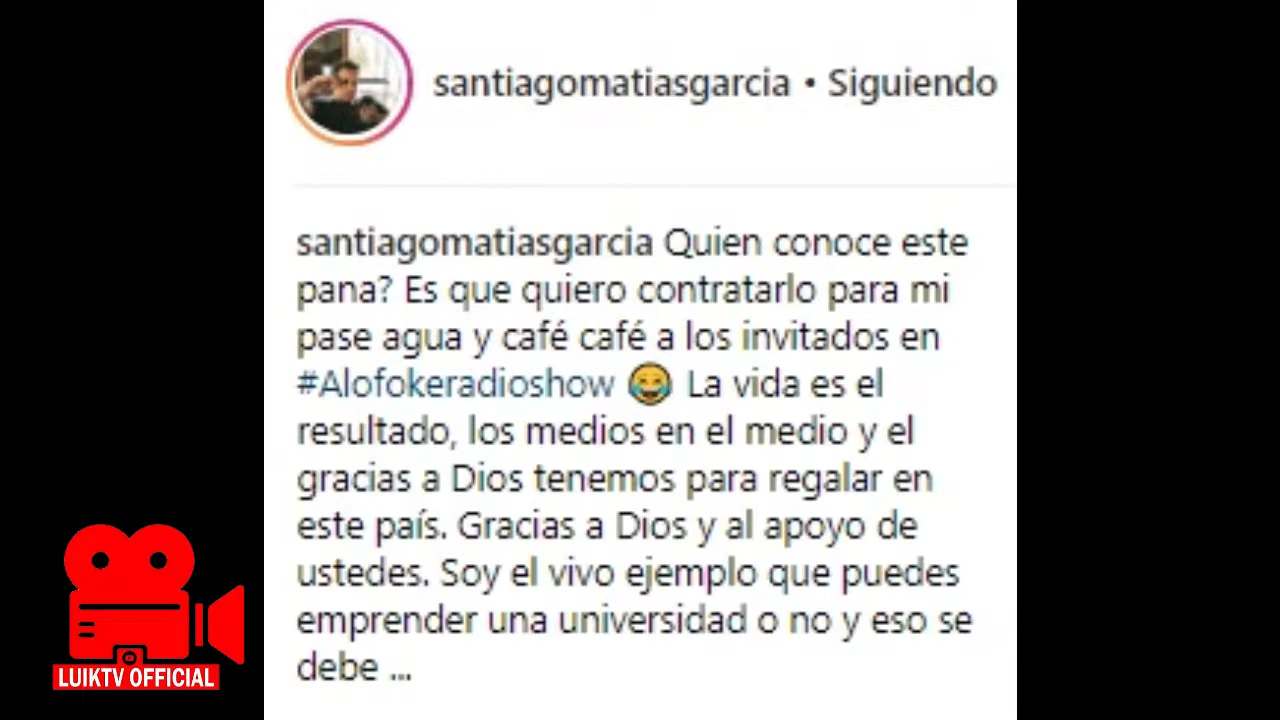 santiagomatiasgarcia • Siguiendo
santiagomatiasgarcia Quien conoce este
pana? Es que quiero contratarlo para mi
pase agua y café café a los invitados en
#Alofokeradioshow 😂 La vida es el
resultado, los medios en el medio y el
gracias a Dios tenemos para regalar en
este país. Gracias a Dios y al apoyo de
ustedes. Soy el vivo ejemplo que puedes
emprender una universidad o no y eso se
debe ...
LUIKTV OFFICIAL